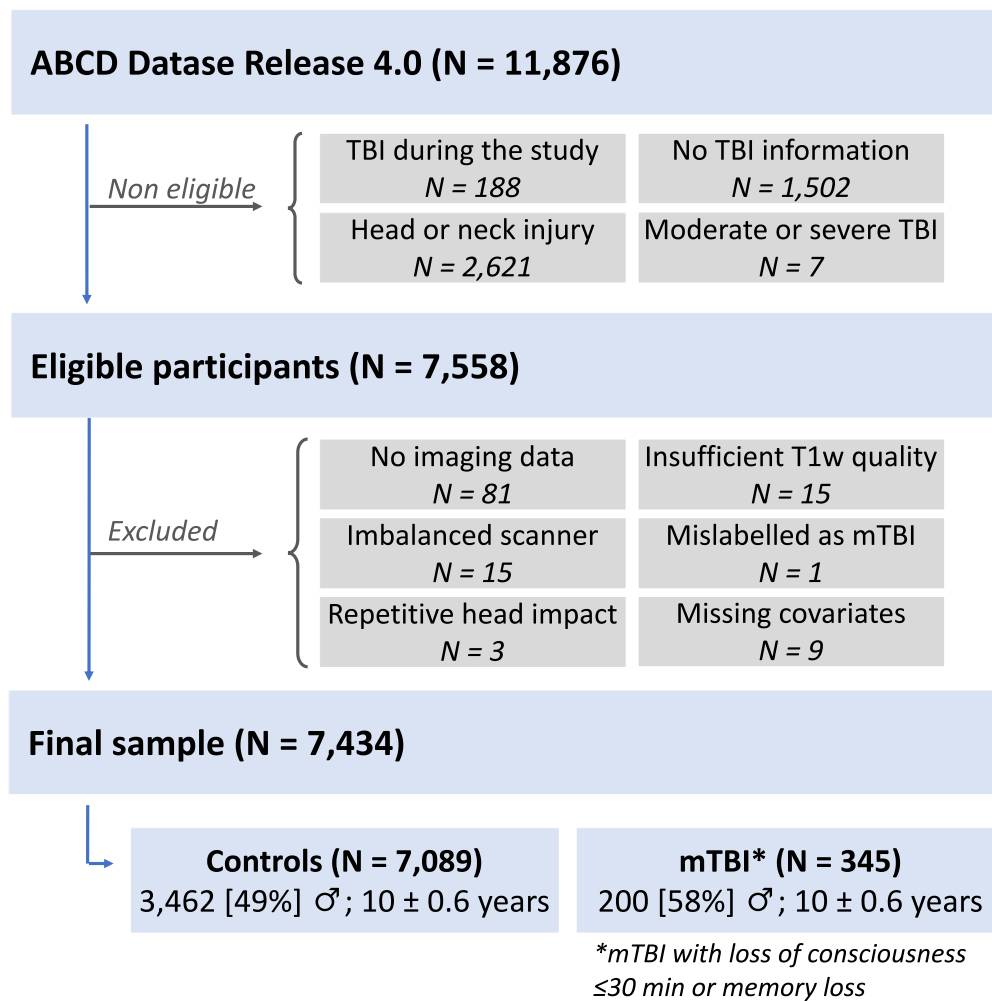 ABCD Datase Release 4.0 (N = 11,876)
Non eligible
TBI during the study
N = 188
No TBI information
N = 1,502
Head or neck injury
N = 2,621
Moderate or severe TBI
N = 7
Eligible participants (N = 7,558)
Excluded
No imaging data
N = 81
Insufficient T1w quality
N = 15
Imbalanced scanner
N = 15
Mislabelled as mTBI
N = 1
Repetitive head impact
N = 3
Missing covariates
N = 9
Final sample (N = 7,434)
Controls (N = 7,089)
3,462 [49%] ♂; 10 ± 0.6 years
mTBI* (N = 345)
200 [58%] ♂; 10 ± 0.6 years
*mTBI with loss of consciousness
≤30 min or memory loss